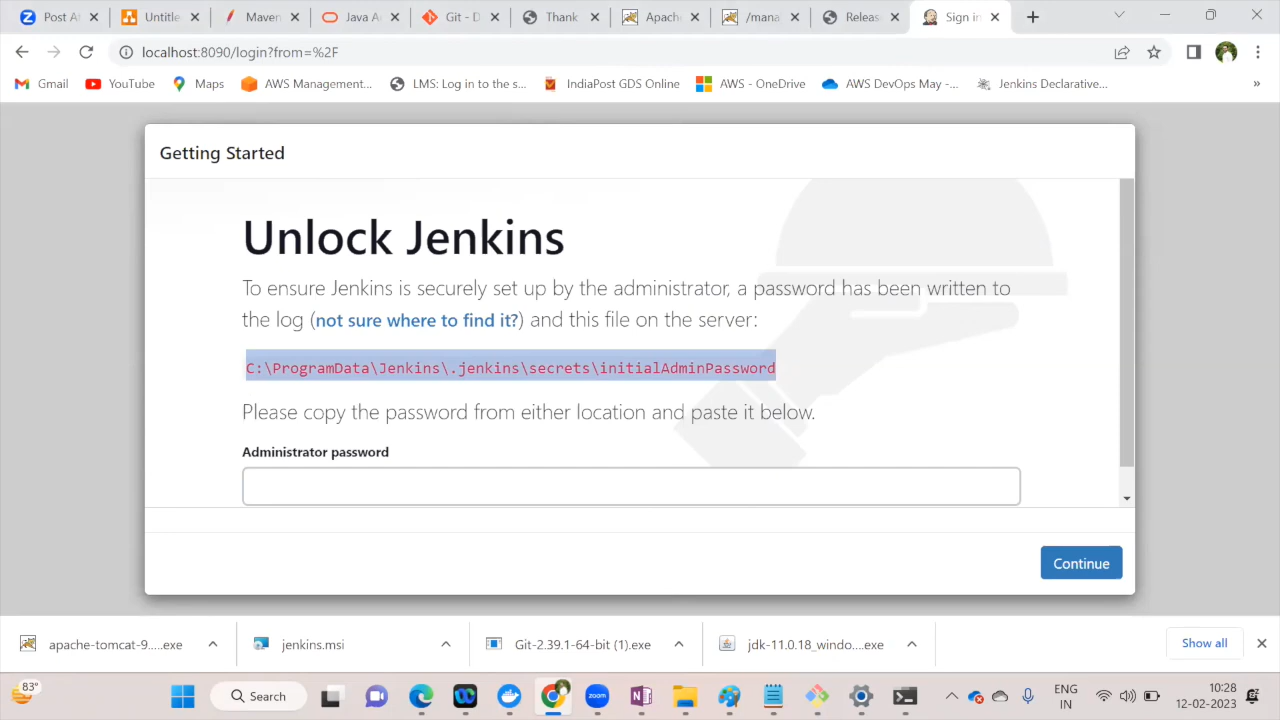 Post At
Untitle
Maven
Java A
Git - D
Thank
Apach
/mana
Releas
Sign in
localhost:8090/login?from=%2F
Gmail
YouTube
Maps
AWS Management...
LMS: Log in to the s...
IndiaPost GDS Online
AWS - OneDrive
AWS DevOps May -...
Jenkins Declarative...
»
Getting Started
Unlock Jenkins
To ensure Jenkins is securely set up by the administrator, a password has been written to
the log (not sure where to find it?) and this file on the server:
C:\ProgramData\Jenkins\.jenkins\secrets\initialAdminPassword
Please copy the password from either location and paste it below.
Administrator password
Continue
apache-tomcat-9.....exe
jenkins.msi
Git-2.39.1-64-bit (1).exe
jdk-11.0.18_windo....exe
Show all
83°
Search
zoom
ENG
IN
10:28
12-02-2023